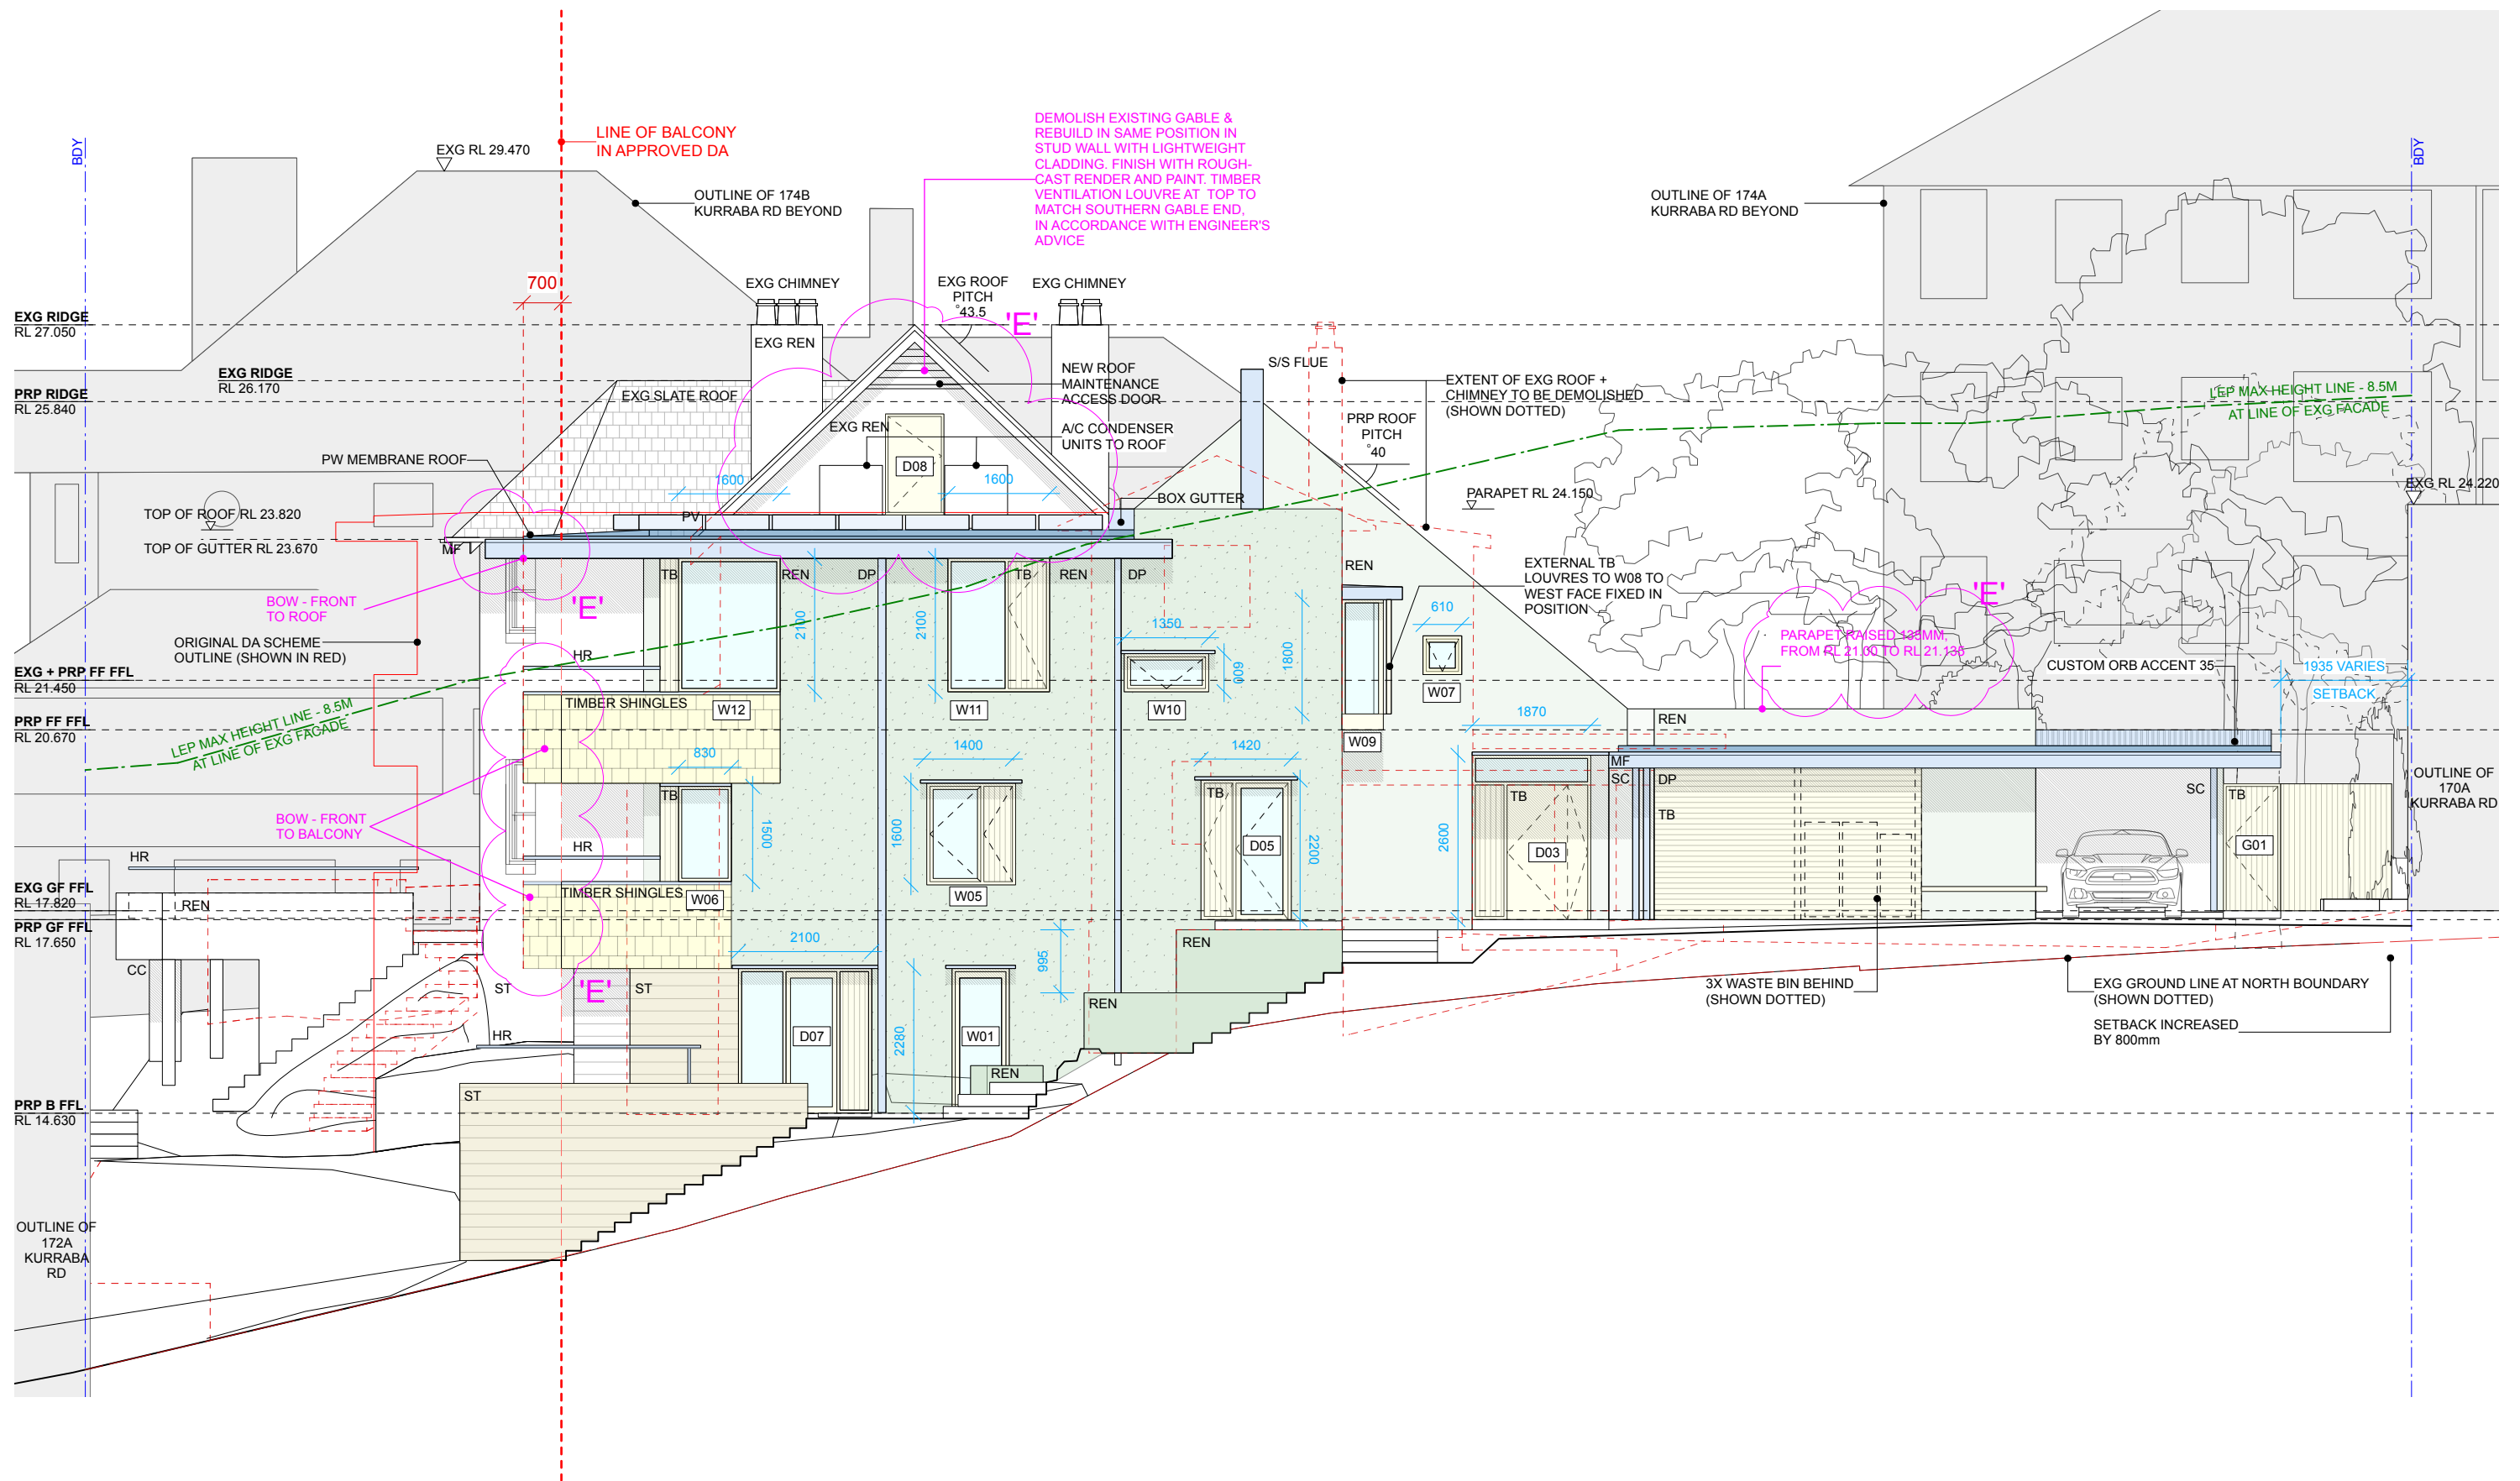 BDY
LINE OF BALCONY
IN APPROVED DA
EXG RL 29.470
OUTLINE OF 174B
KURRABA RD BEYOND
DEMOLISH EXISTING GABLE &
REBUILD IN SAME POSITION IN
STUD WALL WITH LIGHTWEIGHT
CLADDING. FINISH WITH ROUGH-
CAST RENDER AND PAINT. TIMBER
VENTILATION LOUVRE AT TOP TO
MATCH SOUTHERN GABLE END,
IN ACCORDANCE WITH ENGINEER'S
ADVICE
OUTLINE OF 174A
KURRABA RD BEYOND
BDY
700
EXG CHIMNEY
EXG ROOF
PITCH
°43.5
EXG CHIMNEY
'E'
EXG RIDGE
RL 27.050
EXG REN
S/S FLUE
EXG RIDGE
RL 26.170
PRP RIDGE
RL 25.840
EXG SLATE ROOF
NEW ROOF
MAINTENANCE
ACCESS DOOR
EXTENT OF EXG ROOF +
CHIMNEY TO BE DEMOLISHED
(SHOWN DOTTED)
LEP MAX HEIGHT LINE - 8.5M
AT LINE OF EXG FACADE
EXG REN
A/C CONDENSER
UNITS TO ROOF
PRP ROOF
PITCH
°40
PW MEMBRANE ROOF
D08
1600
1600
BOX GUTTER
PARAPET RL 24.150
EXG RL 24.220
TOP OF ROOF RL 23.820
PV
TOP OF GUTTER RL 23.670
MF
TB
REN
DP
TB
REN
DP
REN
EXTERNAL TB
LOUVRES TO W08 TO
WEST FACE FIXED IN
POSITION
BOW - FRONT
TO ROOF
'E'
2100
2100
1350
600
1800
610
'E'
PARAPET RAISED 135MM,
FROM RL 21.00 TO RL 21.135
ORIGINAL DA SCHEME
OUTLINE (SHOWN IN RED)
HR
CUSTOM ORB ACCENT 35
1935 VARIES
SETBACK
EXG + PRP FF FFL
RL 21.450
TIMBER SHINGLES
W12
W11
W10
W07
PRP FF FFL
RL 20.670
LEP MAX HEIGHT LINE - 8.5M
AT LINE OF EXG FACADE
830
1400
1420
W09
1870
REN
MF
SC
DP
SC
OUTLINE OF
170A
KURRABA RD
TB
TB
TB
TB
TB
BOW - FRONT
TO BALCONY
1500
1600
2200
2600
HR
HR
D05
D03
G01
EXG GF FFL
RL 17.820
REN
TIMBER SHINGLES
W06
W05
PRP GF FFL
RL 17.650
2100
995
REN
CC
ST
'E'
ST
REN
3X WASTE BIN BEHIND
(SHOWN DOTTED)
EXG GROUND LINE AT NORTH BOUNDARY
(SHOWN DOTTED)
SETBACK INCREASED
BY 800mm
HR
D07
2280
W01
REN
ST
PRP B FFL
RL 14.630
OUTLINE OF
172A
KURRABA
RD